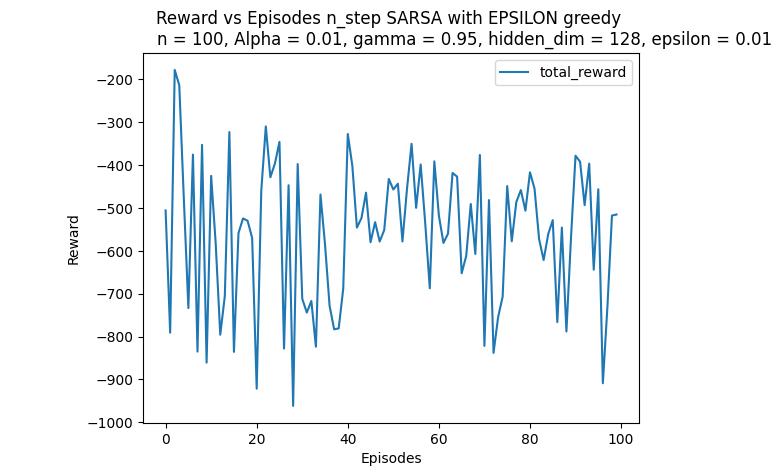 Reward vs Episodes n_step SARSA with EPSILON greedy
n = 100, Alpha = 0.01, gamma = 0.95, hidden_dim = 128, epsilon = 0.01
total_reward
Reward
−200
−300
−400
−500
−600
−700
−800
−900
−1000
0 20 40 60 80 100
Episodes